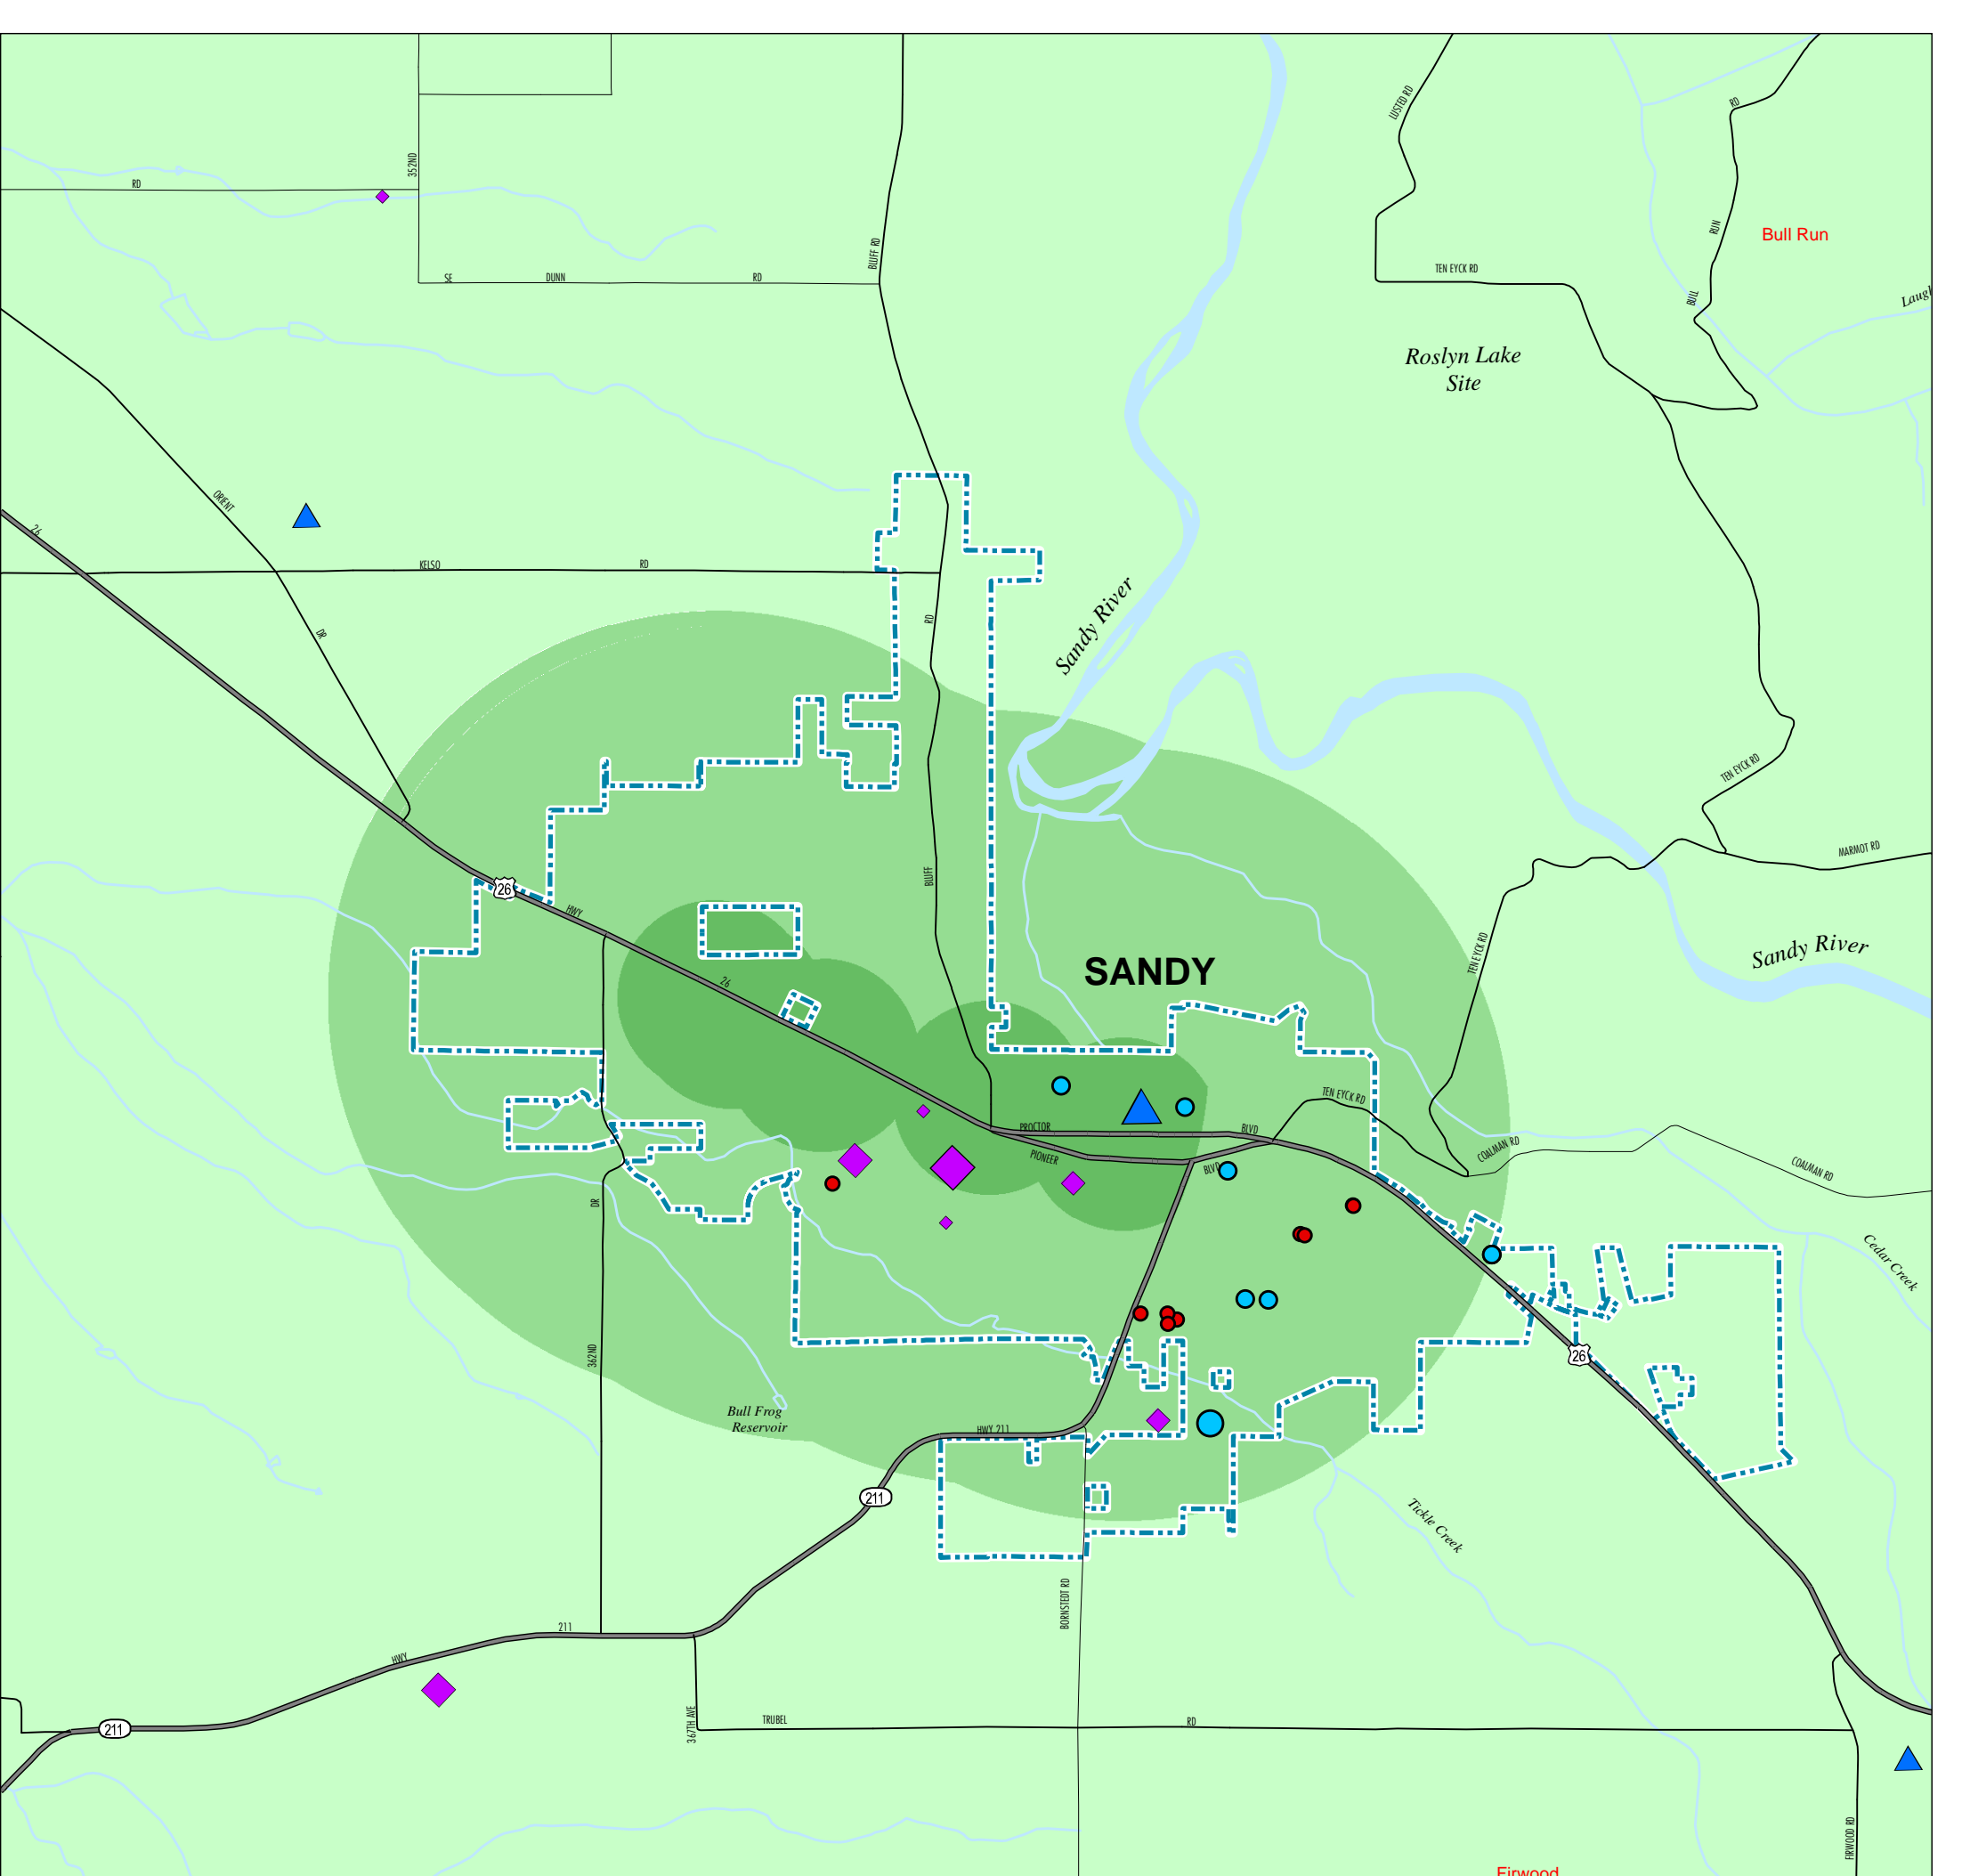 LUSTED RD
RD
352ND
RD
RUN
Bull Run
BLUFF RD
SE
DUNN
RD
TEN EYCK RD
BULL
Laugl
Roslyn Lake
Site
ORIENT
26
KELSO
RD
DR
RD
Sandy River
TEN EYCK RD
MARMOT RD
26
HWY
BLUFF
26
SANDY
TEN EYCK RD
Sandy River
TEN EYCK RD
PROCTOR
BLVD
PIONEER
BLVD
COALMAN RD
COALMAN RD
DR
Cedar Creek
362ND
26
Bull Frog
Reservoir
HWY 211
211
Tickle Creek
BORNSTEDT RD
211
HWY
367TH AVE
TRUBEL
RD
211
FIRWOOD RD
Firwood